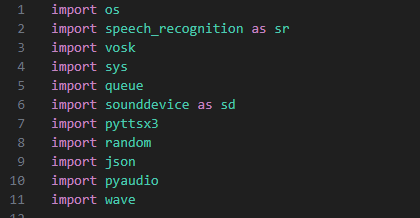 1 import os
2 import speech_recognition as sr
3 import vosk
4 import sys
5 import queue
6 import sounddevice as sd
7 import pyttsx3
8 import random
9 import json
10 import pyaudio
11 import wave